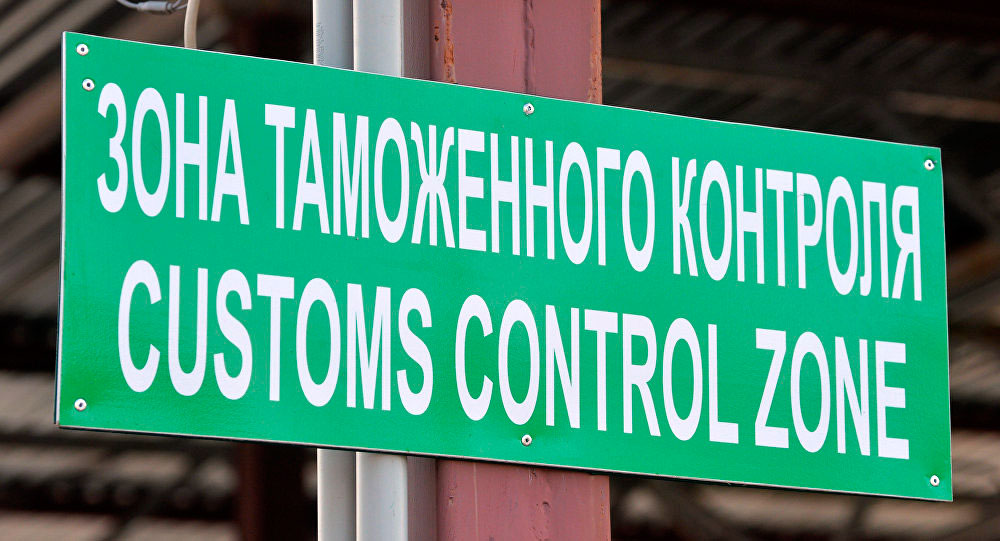 ЗОНА ТАМОЖЕННОГО КОНТРОЛЯ
CUSTOMS CONTROL ZONE